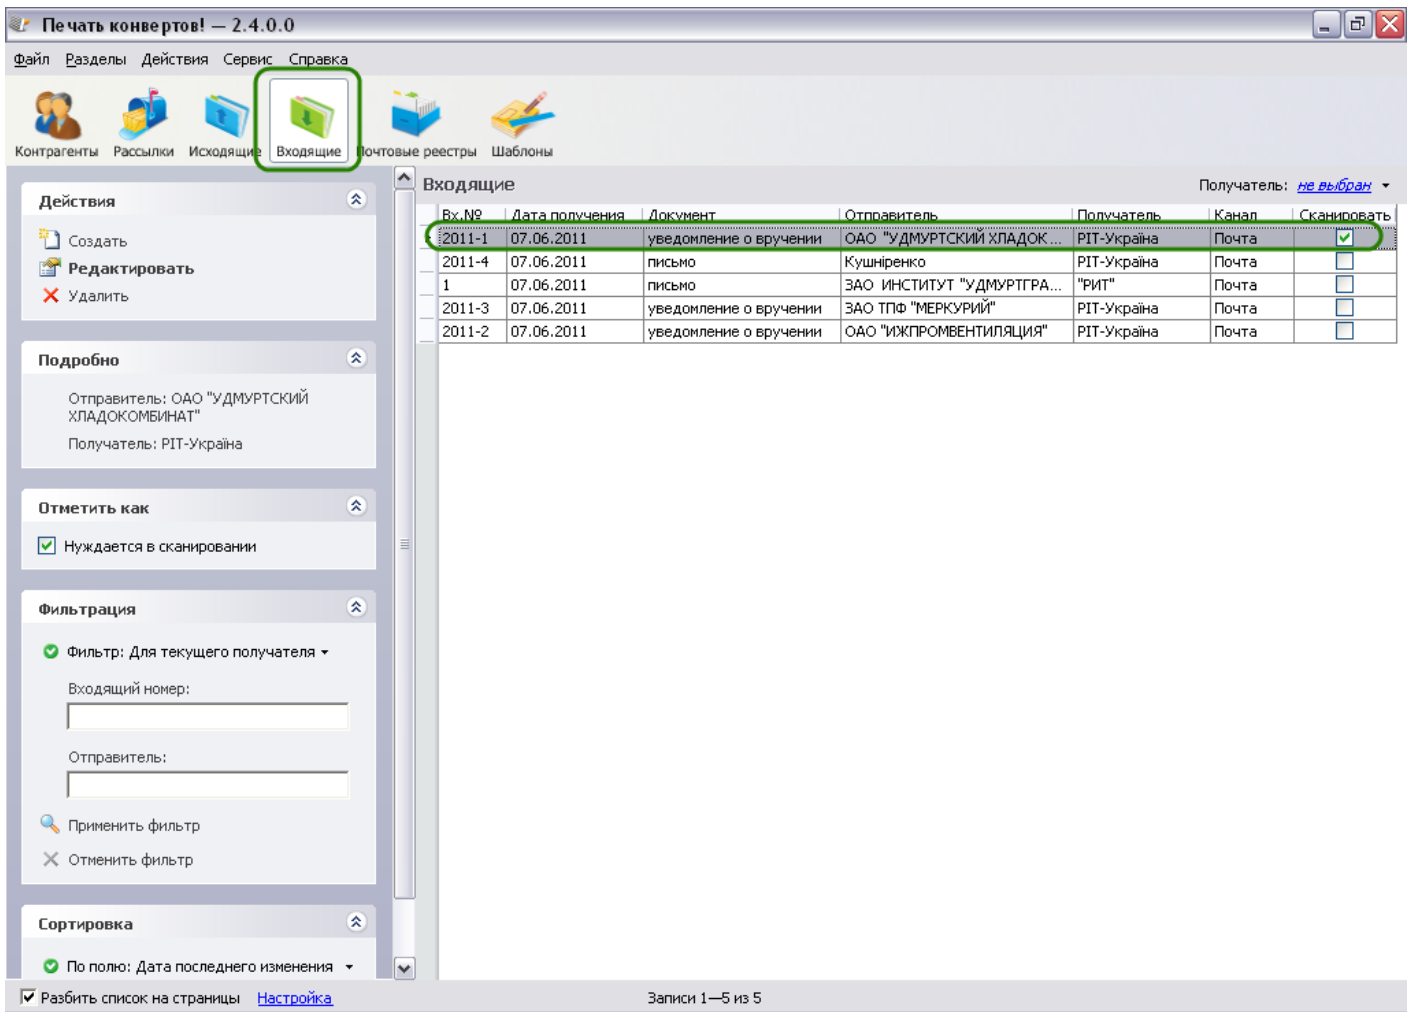 Печать конвертов! — 2.4.0.0
Файл Разделы Действия Сервис Справка
Контрагенты Рассылки Исходящие Входящие Почтовые реестры Шаблоны
Действия
Создать
Редактировать
Удалить
Подробно
Отправитель: ОАО "УДМУРТСКИЙ
ХЛАДОКОМБИНАТ"
Получатель: РІТ-Україна
Отметить как
Нуждается в сканировании
Фильтрация
Фильтр: Для текущего получателя
Входящий номер:
Отправитель:
Применить фильтр
Отменить фильтр
Сортировка
По полю: Дата последнего изменения
Входящие
Получатель: не выбран
Вх.№ Дата получения Документ Отправитель Получатель Канал Сканировать
2011-1 07.06.2011 уведомление о вручении ОАО "УДМУРТСКИЙ ХЛАДОК... РІТ-Україна Почта
2011-4 07.06.2011 письмо Кушніренко РІТ-Україна Почта
1 07.06.2011 письмо ЗАО ИНСТИТУТ "УДМУРТГРА... "РИТ" Почта
2011-3 07.06.2011 уведомление о вручении ЗАО ТПФ "МЕРКУРИЙ" РІТ-Україна Почта
2011-2 07.06.2011 уведомление о вручении ОАО "ИЖПРОМВЕНТИЛЯЦИЯ" РІТ-Україна Почта
Разбить список на страницы Настройка
Записи 1—5 из 5